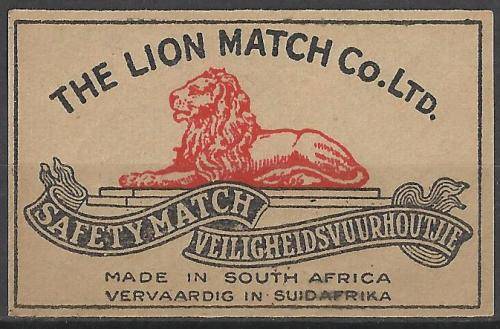 THE LION MATCH Co. LTD.
SAFETY MATCH
VEILIGHEIDSVUURHOUTJIE
MADE IN SOUTH AFRICA
VERVAARDIG IN SUIDAFRIKA